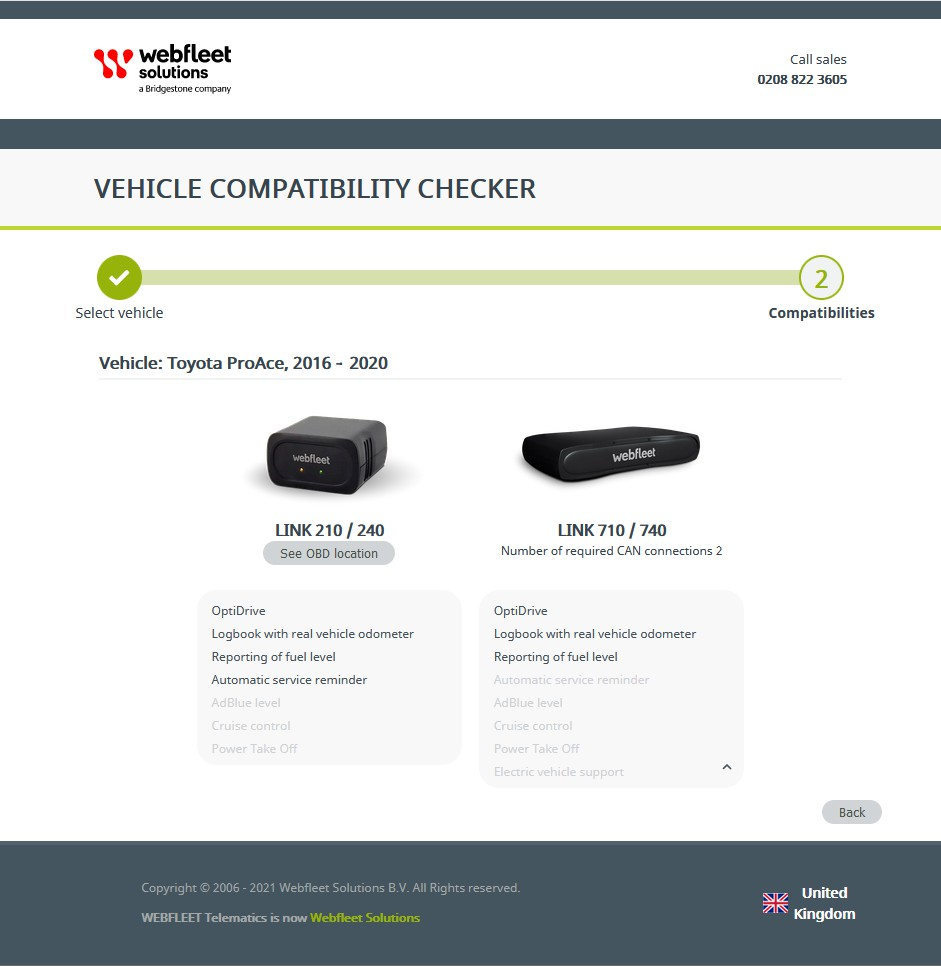 webfleet
solutions
a Bridgestone company
Call sales
0208 822 3605
VEHICLE COMPATIBILITY CHECKER
2
Select vehicle
Compatibilities
Vehicle: Toyota ProAce, 2016 - 2020
webfleet
webfleet
LINK 210 / 240
See OBD location
LINK 710 / 740
Number of required CAN connections 2
OptiDrive
Logbook with real vehicle odometer
Reporting of fuel level
Automatic service reminder
AdBlue level
Cruise control
Power Take Off
OptiDrive
Logbook with real vehicle odometer
Reporting of fuel level
Automatic service reminder
AdBlue level
Cruise control
Power Take Off
Electric vehicle support
Back
Copyright © 2006 - 2021 Webfleet Solutions B.V. All Rights reserved.
WEBFLEET Telematics is now Webfleet Solutions
United
Kingdom